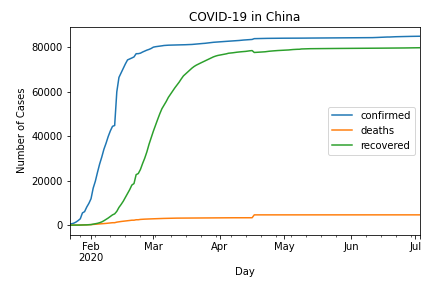 COVID-19 in China
Number of Cases
80000
60000
40000
20000
0
confirmed
deaths
recovered
Feb Mar Apr May Jun Jul
2020
Day